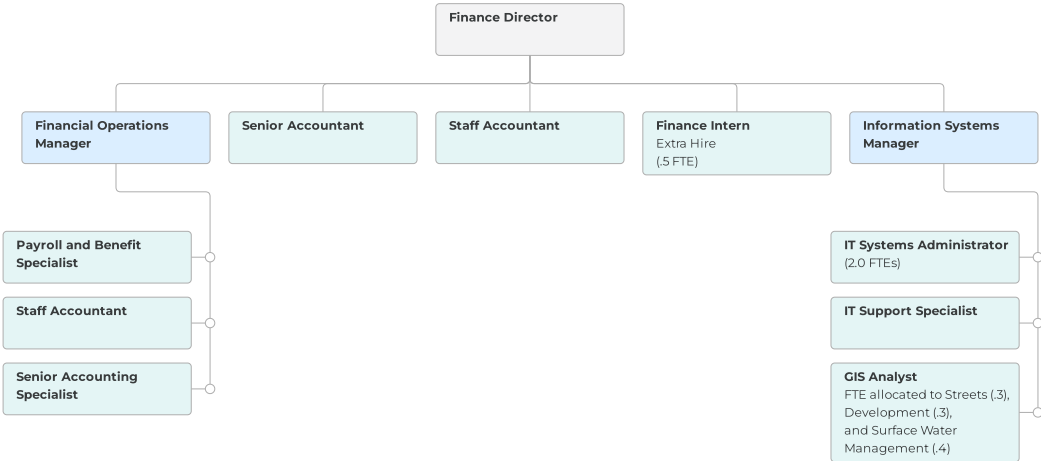 Finance Director
Financial Operations
Manager
Senior Accountant
Staff Accountant
Finance Intern
Extra Hire
(.5 FTE)
Information Systems
Manager
Payroll and Benefit
Specialist
Staff Accountant
Senior Accounting
Specialist
IT Systems Administrator
(2.0 FTEs)
IT Support Specialist
GIS Analyst
FTE allocated to Streets (.3),
Development (.3),
and Surface Water
Management (.4)